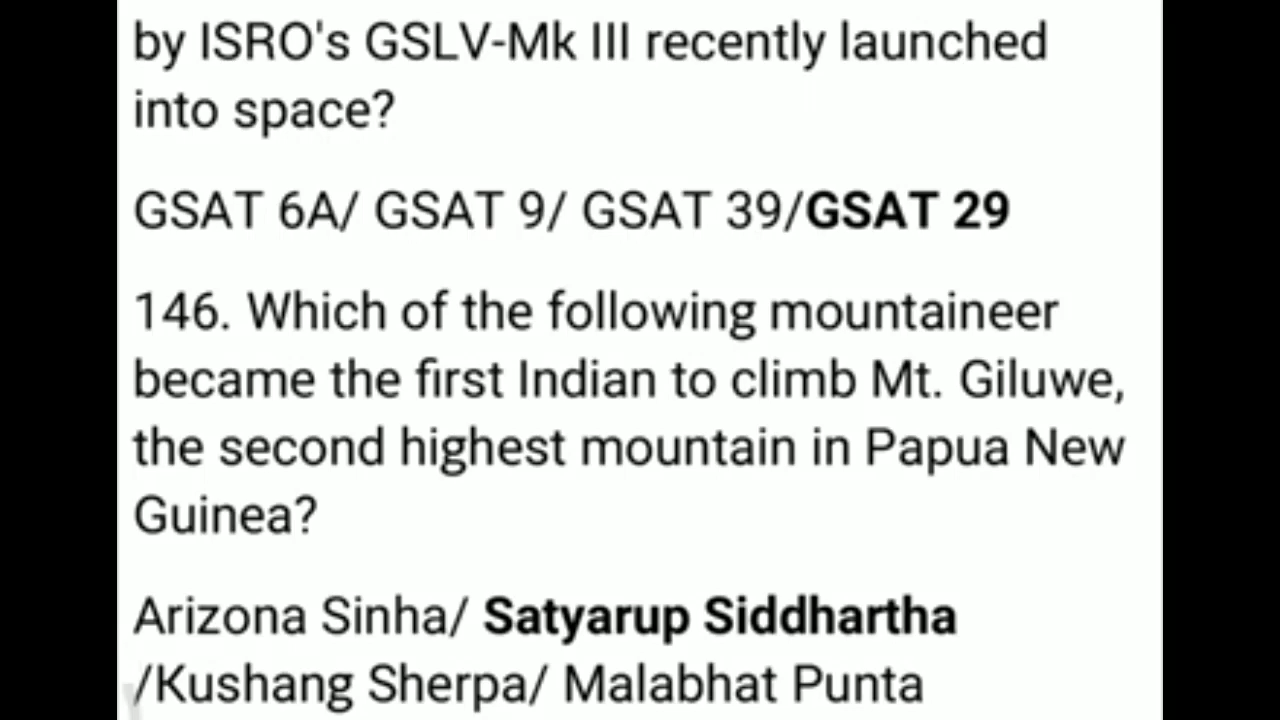 by ISRO's GSLV-Mk III recently launched
into space?
GSAT 6A/ GSAT 9/ GSAT 39/GSAT 29
146. Which of the following mountaineer
became the first Indian to climb Mt. Giluwe,
the second highest mountain in Papua New
Guinea?
Arizona Sinha/ Satyarup Siddhartha
/Kushang Sherpa/ Malabhat Punta